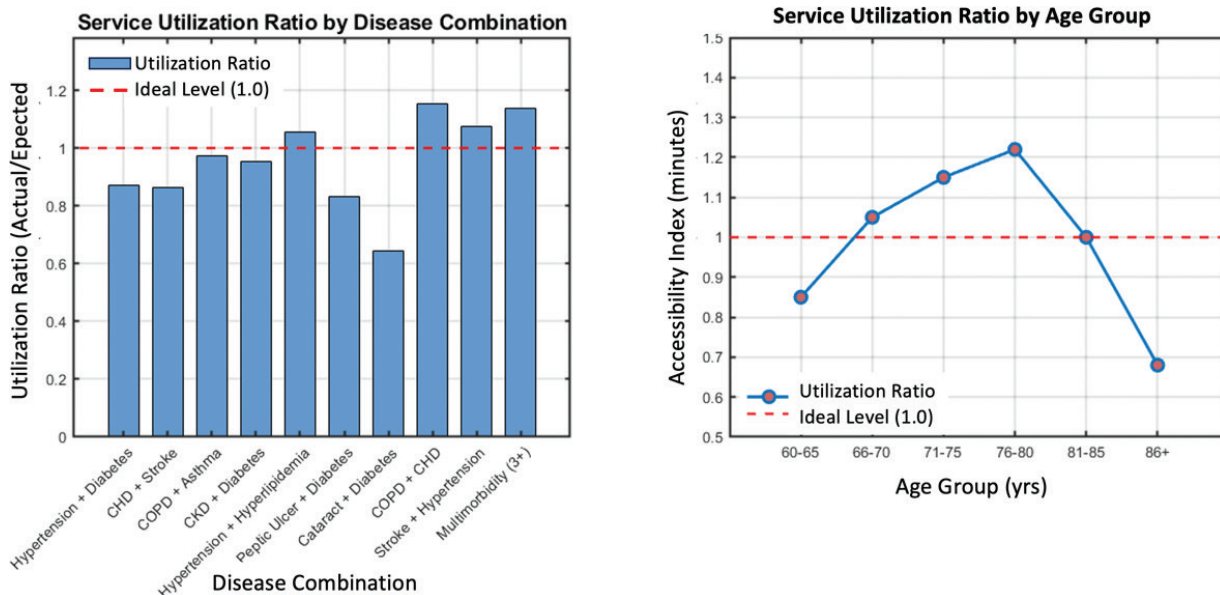 Service Utilization Ratio by Disease Combination
Utilization Ratio (Actual/Epected
1.2
1
0.8
0.6
0.4
0.2
0
Utilization Ratio
Ideal Level (1.0)
Hypertension + Diabetes
CHD + Stroke
COPD + Asthma
CKD + Diabetes
Hypertension + Hyperlipidemia
Peptic Ulcer + Diabetes
Cataract + Diabetes
COPD + CHD
Stroke + Hypertension
Multimorbidily (3+)
Disease Combination
Service Utilization Ratio by Age Group
Accessibility Index (minutes)
1.5
1.4
1.3
1.2
1.1
1
0.9
0.8
0.7
0.6
0.5
Utilization Ratio
Ideal Level (1.0)
60-65 66-70 71-75 76-80 81-85 86+
Age Group (yrs)